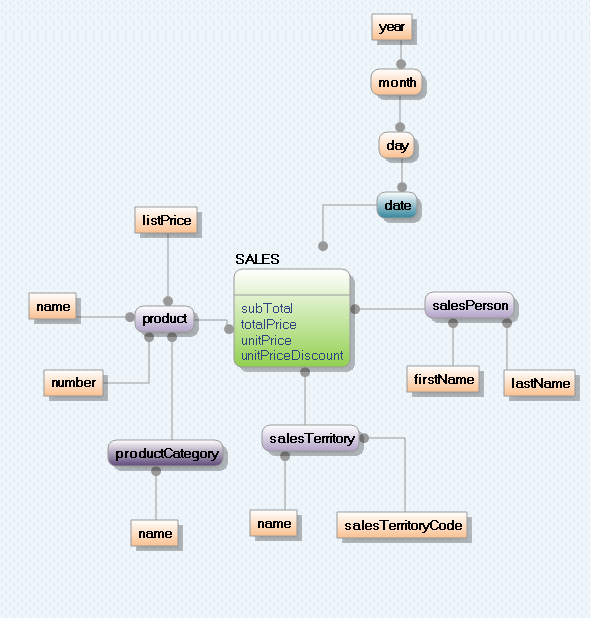 year
month
day
date
listPrice
SALES
name
product
subTotal
totalPrice
unitPrice
unitPriceDiscount
salesPerson
number
firstName
lastName
productCategory
salesTerritory
name
name
salesTerritoryCode